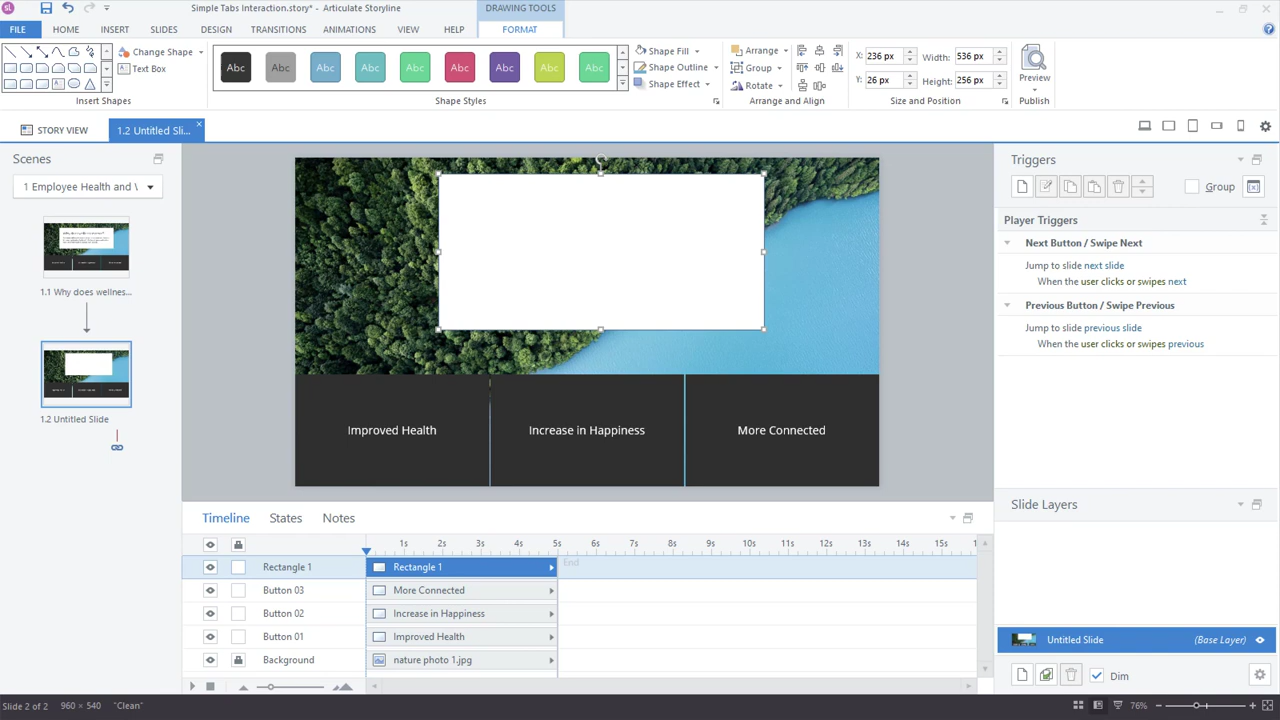 Simple Tabs Interaction.story* - Articulate Storyline
DRAWING TOOLS
FILE HOME INSERT SLIDES DESIGN TRANSITIONS ANIMATIONS VIEW HELP FORMAT
Change Shape
Text Box
Insert Shapes
Abc Abc Abc Abc Abc Abc Abc Abc Abc
Shape Styles
Shape Fill
Shape Outline
Shape Effect
Arrange
Group
Rotate
Arrange and Align
X: 236 px Width: 536 px
Y: 26 px Height: 256 px
Size and Position
Preview
Publish
STORY VIEW
1.2 Untitled Sli...
Scenes
1 Employee Health and
1.1 Why does wellnes...
1.2 Untitled Slide
Improved Health
Increase in Happiness
More Connected
Triggers
Group
Player Triggers
Next Button / Swipe Next
Jump to slide next slide
When the user clicks or swipes next
Previous Button / Swipe Previous
Jump to slide previous slide
When the user clicks or swipes previous
Timeline States Notes
1s 2s 3s 4s 5s 6s 7s 8s 9s 10s 11s 12s 13s 14s 15s
Rectangle 1 Rectangle 1 End
Button 03 More Connected
Button 02 Increase in Happiness
Button 01 Improved Health
Background nature photo 1.jpg
Slide Layers
Untitled Slide (Base Layer)
Dim
Slide 2 of 2 960 × 540 "Clean"
76%